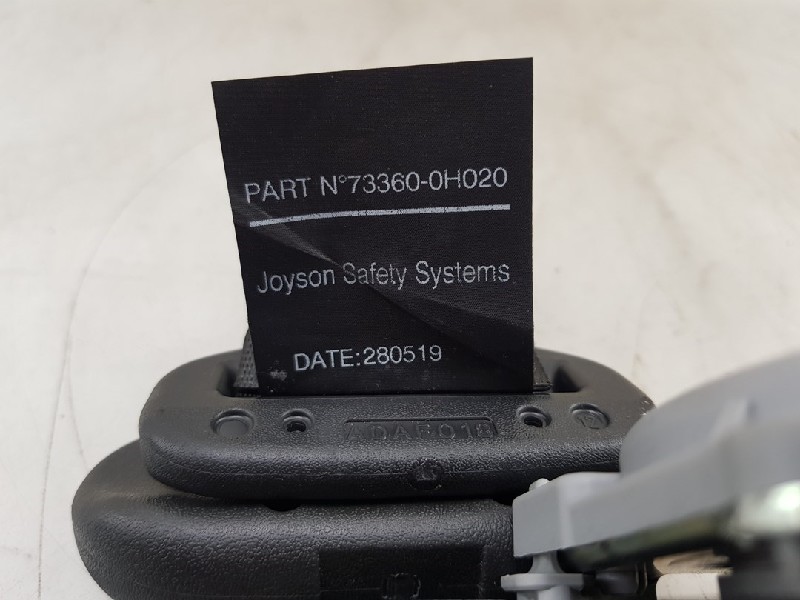 PART N°73360-0H020
Joyson Safety Systems
DATE:280519